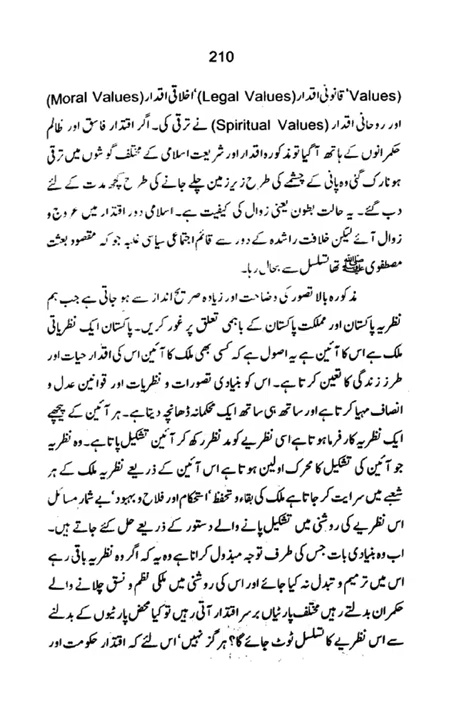 210
(Values' قانونی اقدار (Legal Values)' اخلاقی اقدار (Moral Values)
اور روحانی اقدار (Spiritual Values) نے ترقی کی۔ اگر اقتدار فاسق اور ظالم
حکمرانوں کے ہاتھ آگیا تو مذکورہ اقدار اور شریعت اسلامی کے مختلف گوشوں میں ترقی
ہونا رک گئی وہ پانی کے چشمے کی طرح زیر زمین چلے جانے کی طرح کچھ مدت کے لئے
دب گئے۔ یہ حالت بطون یعنی زوال کی کیفیت ہے۔ اسلامی دور اقتدار میں عروج و
زوال آئے لیکن خلافت راشدہ کے دور سے قائم اجتماعی سیاسی غلبہ جو کہ مقصود بعثت
مصطفوی ﷺ تھا تسلسل سے بحال رہا۔
مذکورہ بالا تصور کی وضاحت اور زیادہ صریح انداز سے ہو جاتی ہے جب ہم
نظریہ پاکستان اور مملکت پاکستان کے باہمی تعلق پر غور کریں۔ پاکستان ایک نظریاتی
ملک ہے اس کا آئین ہے یہ اصول ہے کہ کسی بھی ملک کا آئین اس کی اقدار حیات اور
طرز زندگی کا تعین کرتا ہے۔ اس کو بنیادی تصورات و نظریات اور قوانین عدل و
انصاف مہیا کرتا ہے اور ساتھ ہی ساتھ ایک محکمانہ ڈھانچہ دیتا ہے۔ ہر آئین کے پیچھے
ایک نظریہ کار فرما ہوتا ہے اسی نظریے کو مد نظر رکھ کر آئین تشکیل پاتا ہے۔ وہ نظریہ
جو آئین کی تشکیل کا محرک اولین ہوتا ہے اس آئین کے ذریعے نظریہ ملک کے ہر
شعبے میں سرایت کر جاتا ہے ملک کی بقاء و تحفظ' استحکام اور فلاح و بہبود' بے شمار مسائل
اس نظریے کی روشنی میں تشکیل پانے والے دستور کے ذریعے حل کئے جاتے ہیں۔
اب وہ بنیادی بات جس کی طرف توجہ مبذول کرانا ہے وہ یہ کہ اگر وہ نظریہ باقی رہے
اس میں ترمیم و تبدل نہ کیا جائے اور اس کی روشنی میں ملکی نظم و نسق چلانے والے
حکمران بدلتے رہیں مختلف پارٹیاں برسر اقتدار آتی رہیں تو کیا محض پارٹیوں کے بدلنے
سے اس نظریے کا تسلسل ٹوٹ جائے گا؟ ہرگز نہیں' اس لئے کہ اقتدار حکومت اور